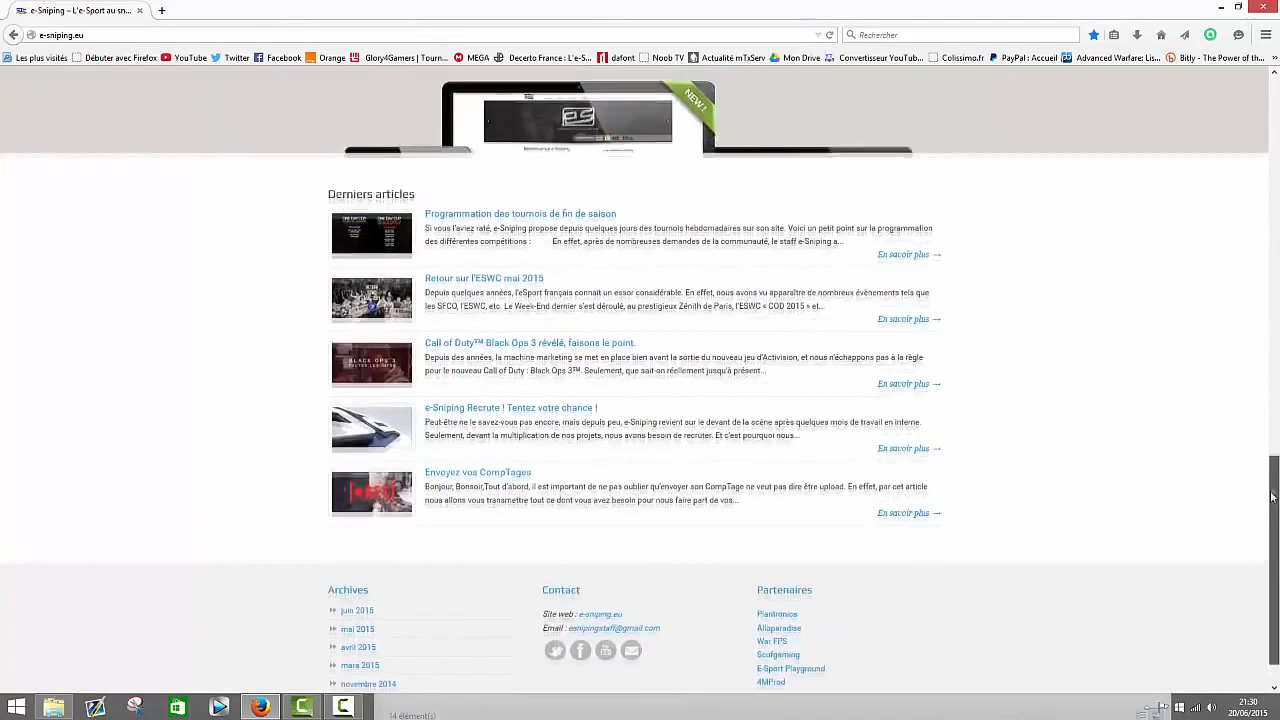 e-Sniping – L'e-Sport au sn...
e-sniping.eu
Rechercher
Les plus visités Débuter avec Firefox YouTube Twitter Facebook Orange Glory4Gamers | Tourn... MEGA Decerto France : L'e-S... dafont Noob TV Actualité mTxServ Mon Drive Convertisseur YouTub... Colissimo.fr PayPal : Accueil Advanced Warfare: Lis... Bitly - The Power of th...
NEW!
Derniers articles
Programmation des tournois de fin de saison
Si vous l'aviez raté, e-Sniping propose depuis quelques jours des tournois hebdomadaires sur son site. Voici un petit point sur la programmation
des différentes compétitions : En effet, après de nombreuses demandes de la communauté, le staff e-Sniping a...
En savoir plus →
Retour sur l'ESWC mai 2015
Depuis quelques années, l'eSport français connait un essor considérable. En effet, nous avons vu apparaître de nombreux évènements tels que
les SFCO, l'ESWC, etc. Le Week-End dernier s'est déroulé, au prestigieux Zénith de Paris, l'ESWC « COD 2015 » et...
En savoir plus →
Call of Duty™ Black Ops 3 révélé, faisons le point.
Depuis des années, la machine marketing se met en place bien avant la sortie du nouveau jeu d'Activision. Nous n'échappons pas à la règle
pour le nouveau Call of Duty : Black Ops 3™. Seulement, que sait-on réellement jusqu'à présent...
En savoir plus →
BLACK OPS 3
e-Sniping Recrute ! Tentez votre chance !
Peut-être ne le savez-vous pas encore, mais depuis peu, e-Sniping revient sur le devant de la scène après quelques mois de travail en interne.
Seulement, devant la multiplication de nos projets, nous avons besoin de recruter. Et c'est pourquoi nous...
En savoir plus →
Envoyez vos CompTages
Bonjour, Bonsoir,Tout d'abord, il est important de ne pas oublier qu'envoyer son CompTage ne veut pas dire être upload. En effet, par cet article
nous allons vous transmettre tout ce dont vous avez besoin pour nous faire part de vos...
En savoir plus →
Archives
juin 2015
mai 2015
avril 2015
mars 2015
novembre 2014
Contact
Site web : e-sniping.eu
Email : esnipingstaff@gmail.com
Partenaires
Plantronics
Alloparadise
War FPS
Scufgaming
E-Sport Playground
4MProd
14 élément(s)
21:30
20/06/2015